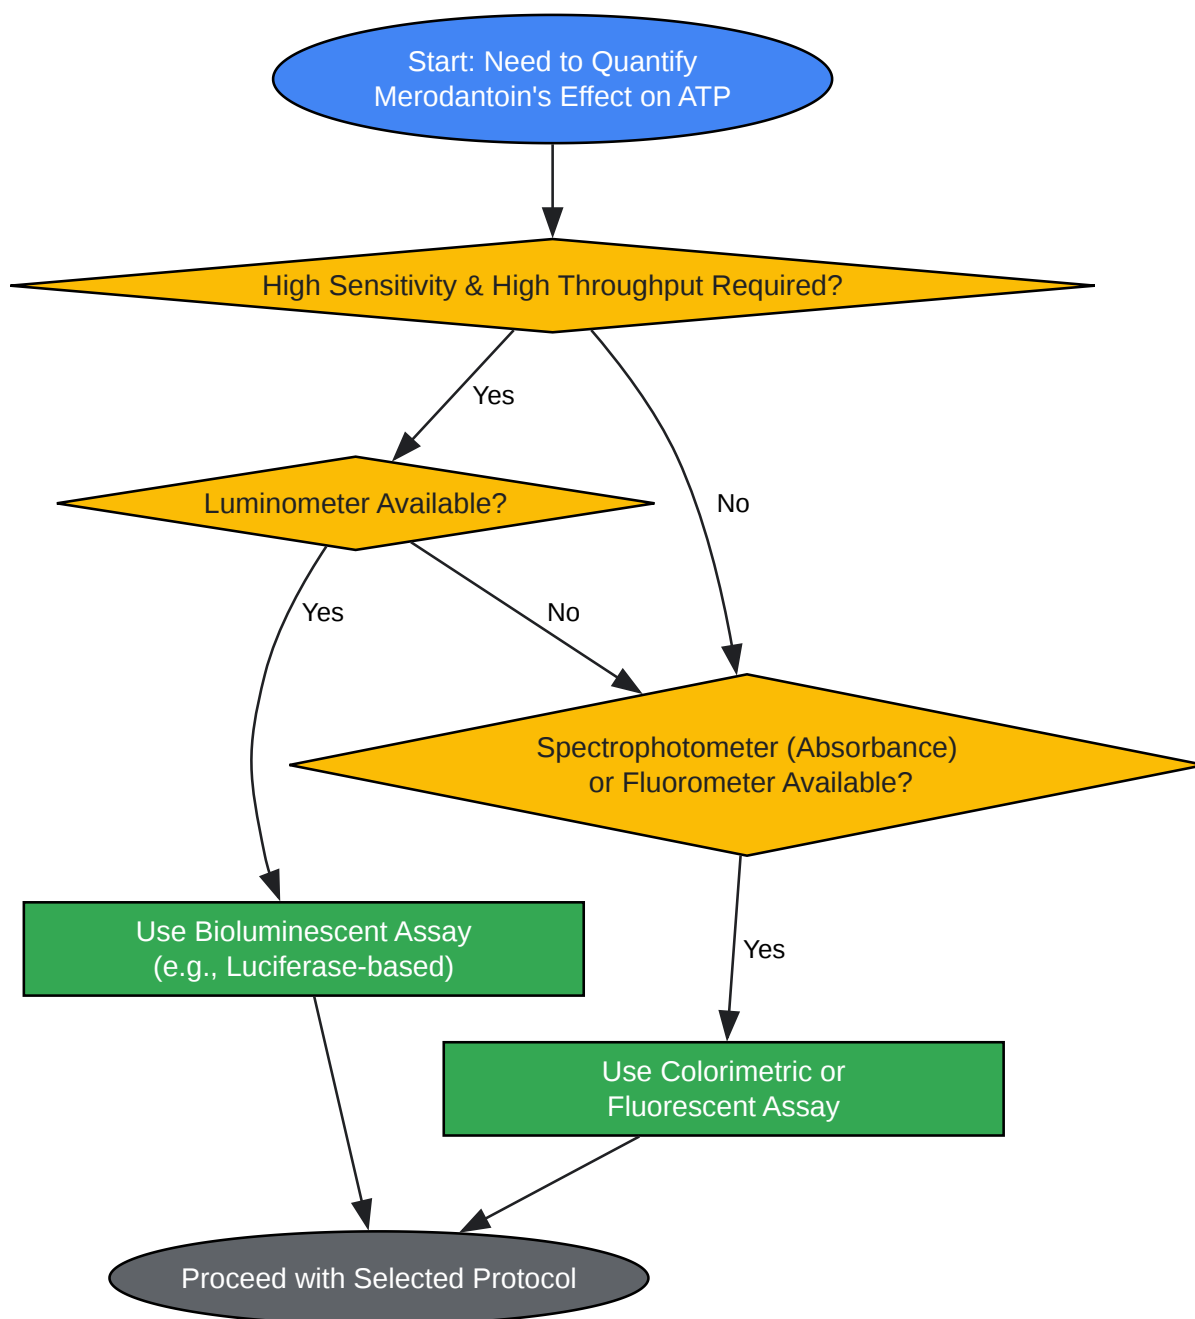 Start: Need to Quantify
Merodantoin's Effect on ATP
High Sensitivity & High Throughput Required?
Yes
Luminometer Available?
No
Yes
No
Spectrophotometer (Absorbance)
or Fluorometer Available?
Use Bioluminescent Assay
(e.g., Luciferase-based)
Yes
Use Colorimetric or
Fluorescent Assay
Proceed with Selected Protocol